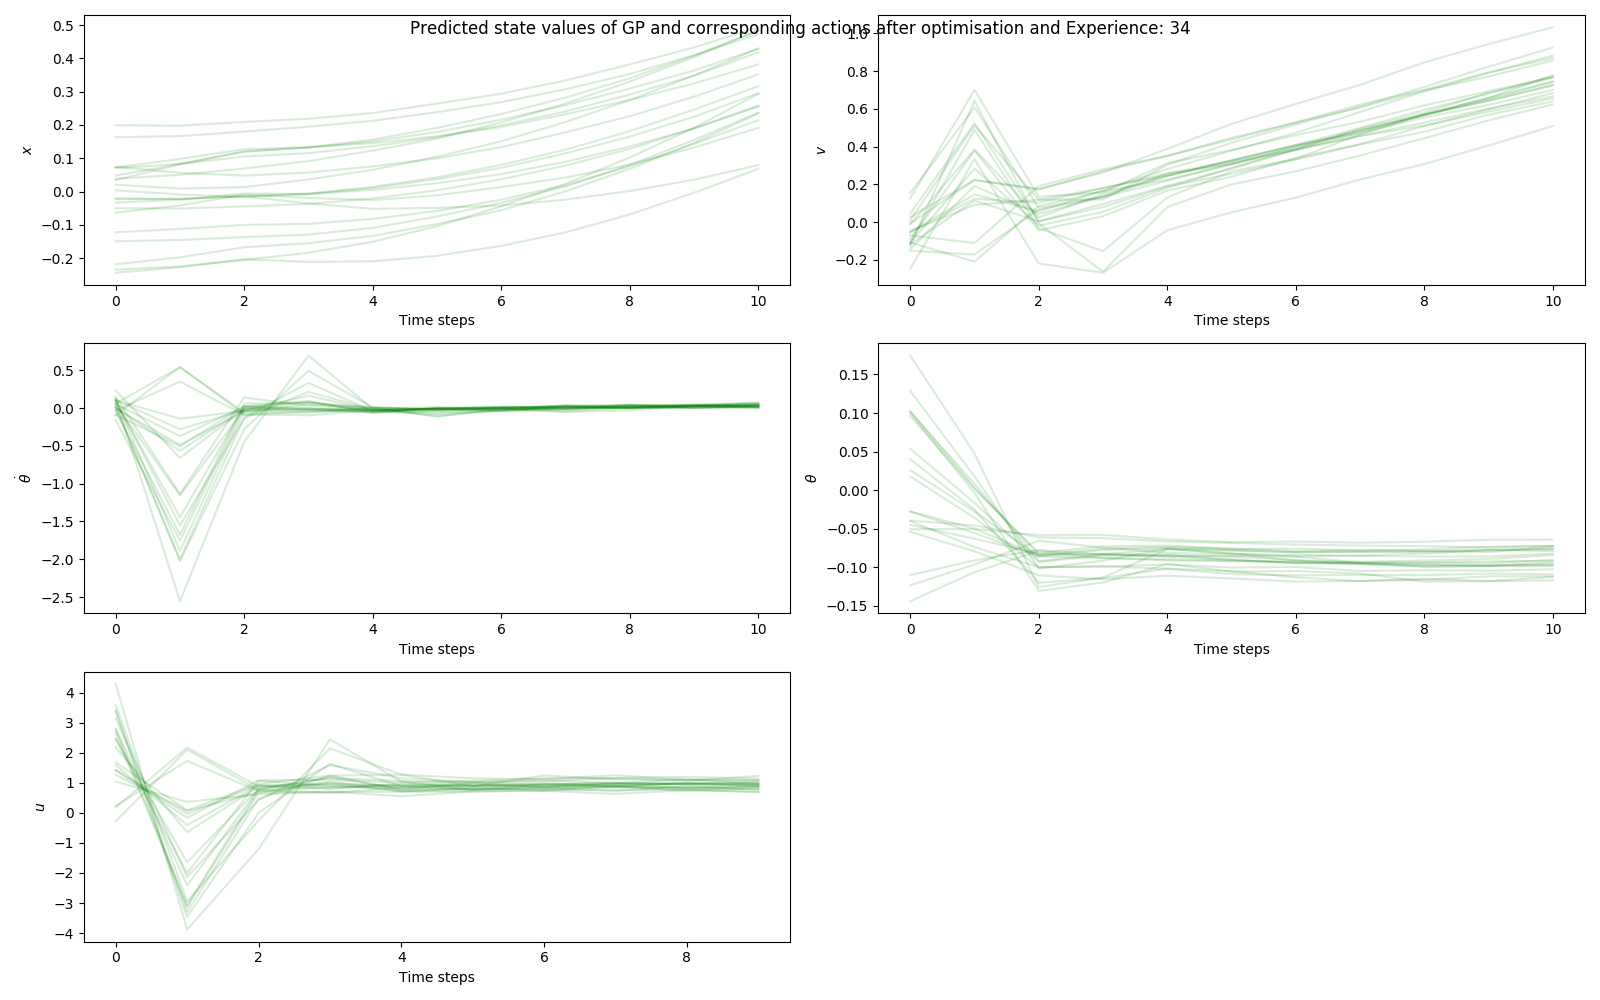 Predicted state values of GP and corresponding actions after optimisation and Experience: 34
0.5
0.4
0.3
0.2
0.1
0.0
−0.1
−0.2
x
0 2 4 6 8 10
Time steps
1.0
0.8
0.6
0.4
0.2
0.0
−0.2
v
0 2 4 6 8 10
Time steps
0.5
0.0
−0.5
−1.0
−1.5
−2.0
−2.5
θ̇
0 2 4 6 8 10
Time steps
0.15
0.10
0.05
0.00
−0.05
−0.10
−0.15
θ
0 2 4 6 8 10
Time steps
4
3
2
1
0
−1
−2
−3
−4
u
0 2 4 6 8
Time steps